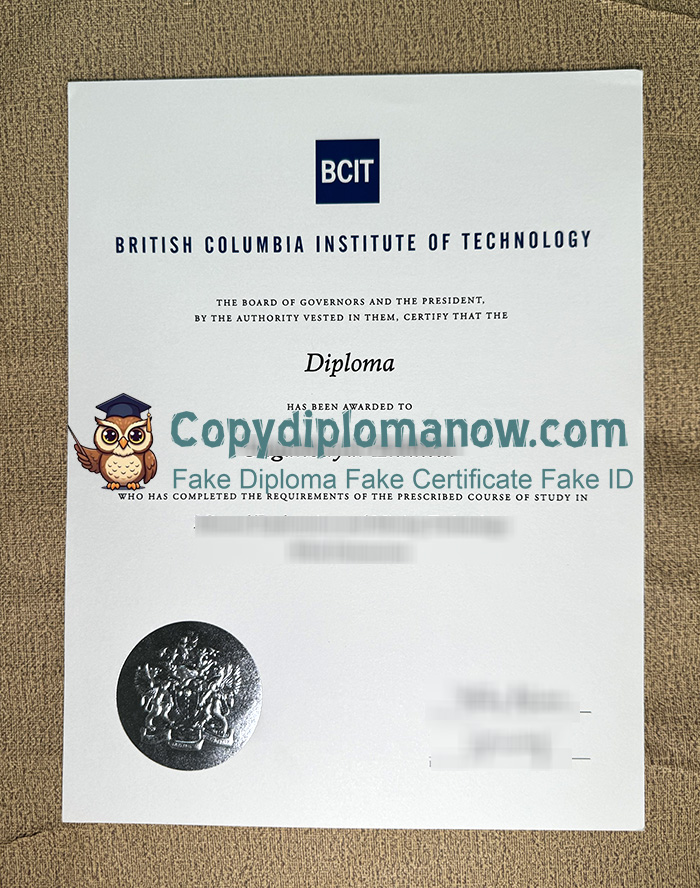 BCIT
BRITISH COLUMBIA INSTITUTE OF TECHNOLOGY
THE BOARD OF GOVERNORS AND THE PRESIDENT,
BY THE AUTHORITY VESTED IN THEM, CERTIFY THAT THE
Diploma
HAS BEEN AWARDED TO
Copydiplomanow.com
Fake Diploma Fake Certificate Fake ID
WHO HAS COMPLETED THE REQUIREMENTS OF THE PRESCRIBED COURSE OF STUDY IN